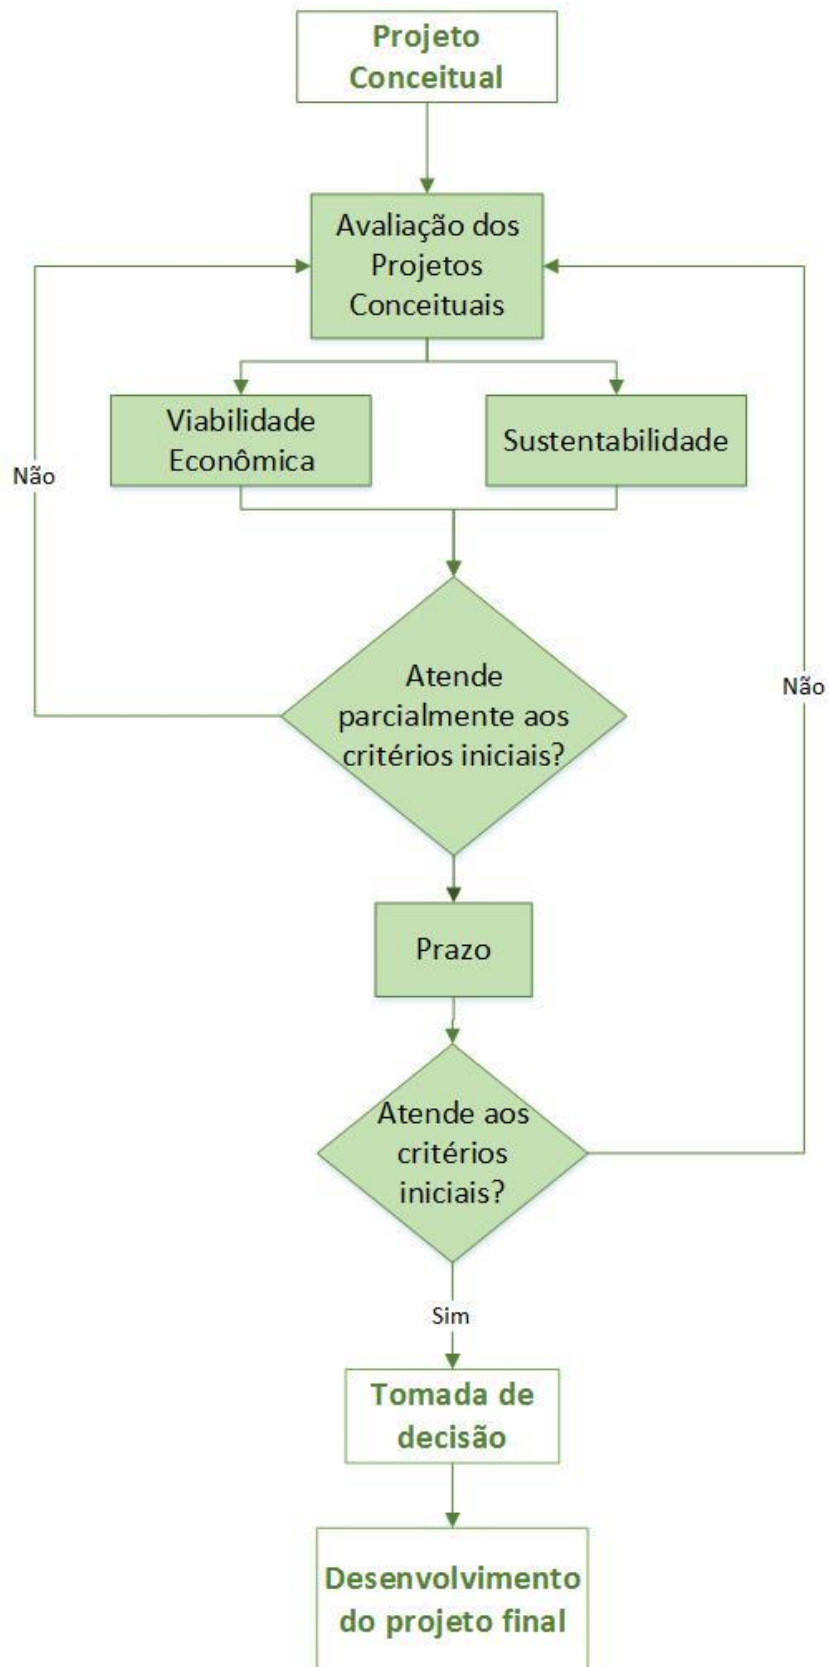 Projeto
Conceitual
Avaliação dos
Projetos
Conceituais
Viabilidade
Econômica
Sustentabilidade
Não
Atende
parcialmente aos
critérios iniciais?
Não
Prazo
Atende aos
critérios
iniciais?
Sim
Tomada de
decisão
Desenvolvimento
do projeto final